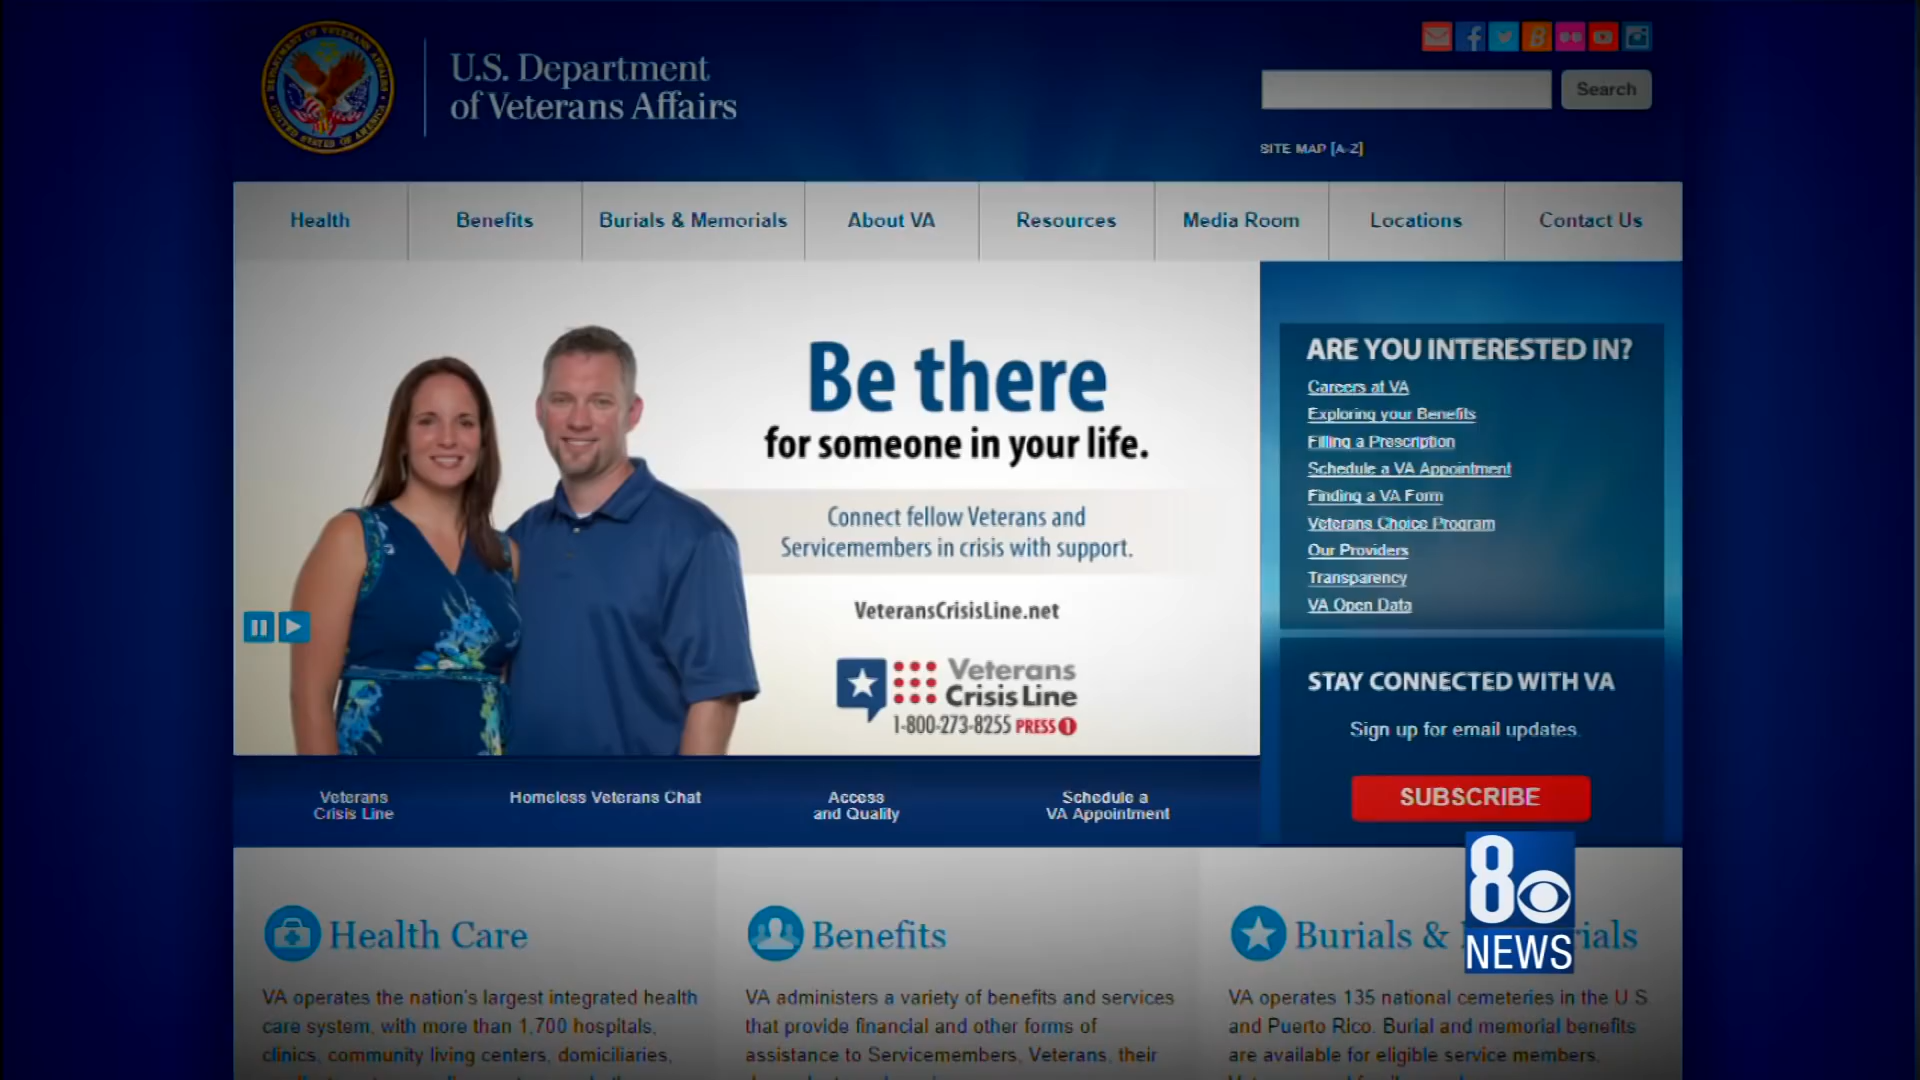 U.S. Department
of Veterans Affairs
Search
SITE MAP [A-Z]
Health
Benefits
Burials & Memorials
About VA
Resources
Media Room
Locations
Contact Us
Be there
for someone in your life.
Connect fellow Veterans and
Servicemembers in crisis with support.
VeteransCrisisLine.net
Veterans
Crisis Line
1-800-273-8255 PRESS 1
ARE YOU INTERESTED IN?
Careers at VA
Exploring your Benefits
Filling a Prescription
Schedule a VA Appointment
Finding a VA Form
Veterans Choice Program
Our Providers
Transparency
VA Open Data
STAY CONNECTED WITH VA
Sign up for email updates.
SUBSCRIBE
Veterans
Crisis Line
Homeless Veterans Chat
Access
and Quality
Schedule a
VA Appointment
8
NEWS
Health Care
VA operates the nation's largest integrated health
care system, with more than 1,700 hospitals,
clinics, community living centers, domiciliaries,
Benefits
VA administers a variety of benefits and services
that provide financial and other forms of
assistance to Servicemembers, Veterans, their
Burials &
VA operates 135 national cemeteries in the U.S
and Puerto Rico. Burial and memorial benefits
are available for eligible service members,